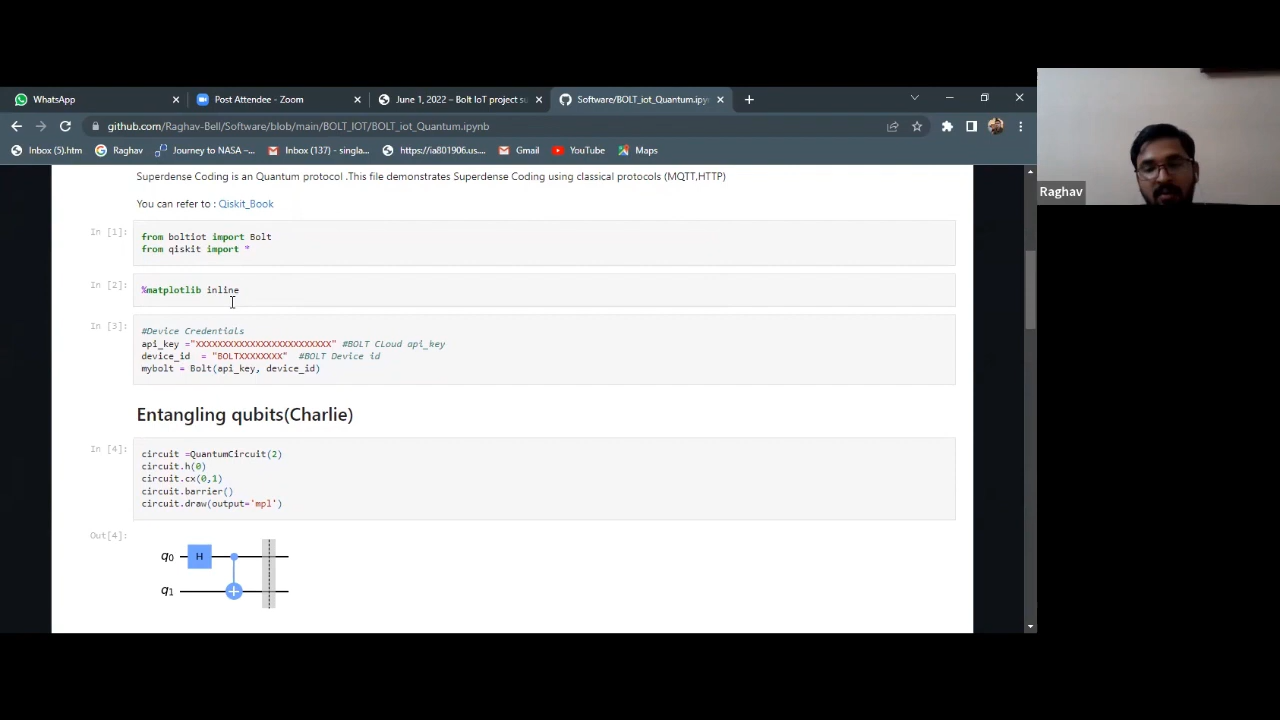 WhatsApp
Post Attendee - Zoom
June 1, 2022 – Bolt IoT project su
Software/BOLT_iot_Quantum.ipyn
github.com/Raghav-Bell/Software/blob/main/BOLT_IOT/BOLT_iot_Quantum.ipynb
Inbox (5).htm
Raghav
Journey to NASA –...
Inbox (137) - singla...
https://ia801906.us....
Gmail
YouTube
Maps
Superdense Coding is an Quantum protocol .This file demonstrates Superdense Coding using classical protocols (MQTT,HTTP)
You can refer to : Qiskit_Book
In [1]:
from boltiot import Bolt
from qiskit import *
In [2]:
%matplotlib inline
In [3]:
#Device Credentials
api_key ="XXXXXXXXXXXXXXXXXXXXXXXXX" #BOLT CLoud api_key
device_id  = "BOLTXXXXXXXX"  #BOLT Device id
mybolt = Bolt(api_key, device_id)
Entangling qubits(Charlie)
In [4]:
circuit =QuantumCircuit(2)
circuit.h(0)
circuit.cx(0,1)
circuit.barrier()
circuit.draw(output='mpl')
Out[4]:
q0
H
q1
Raghav